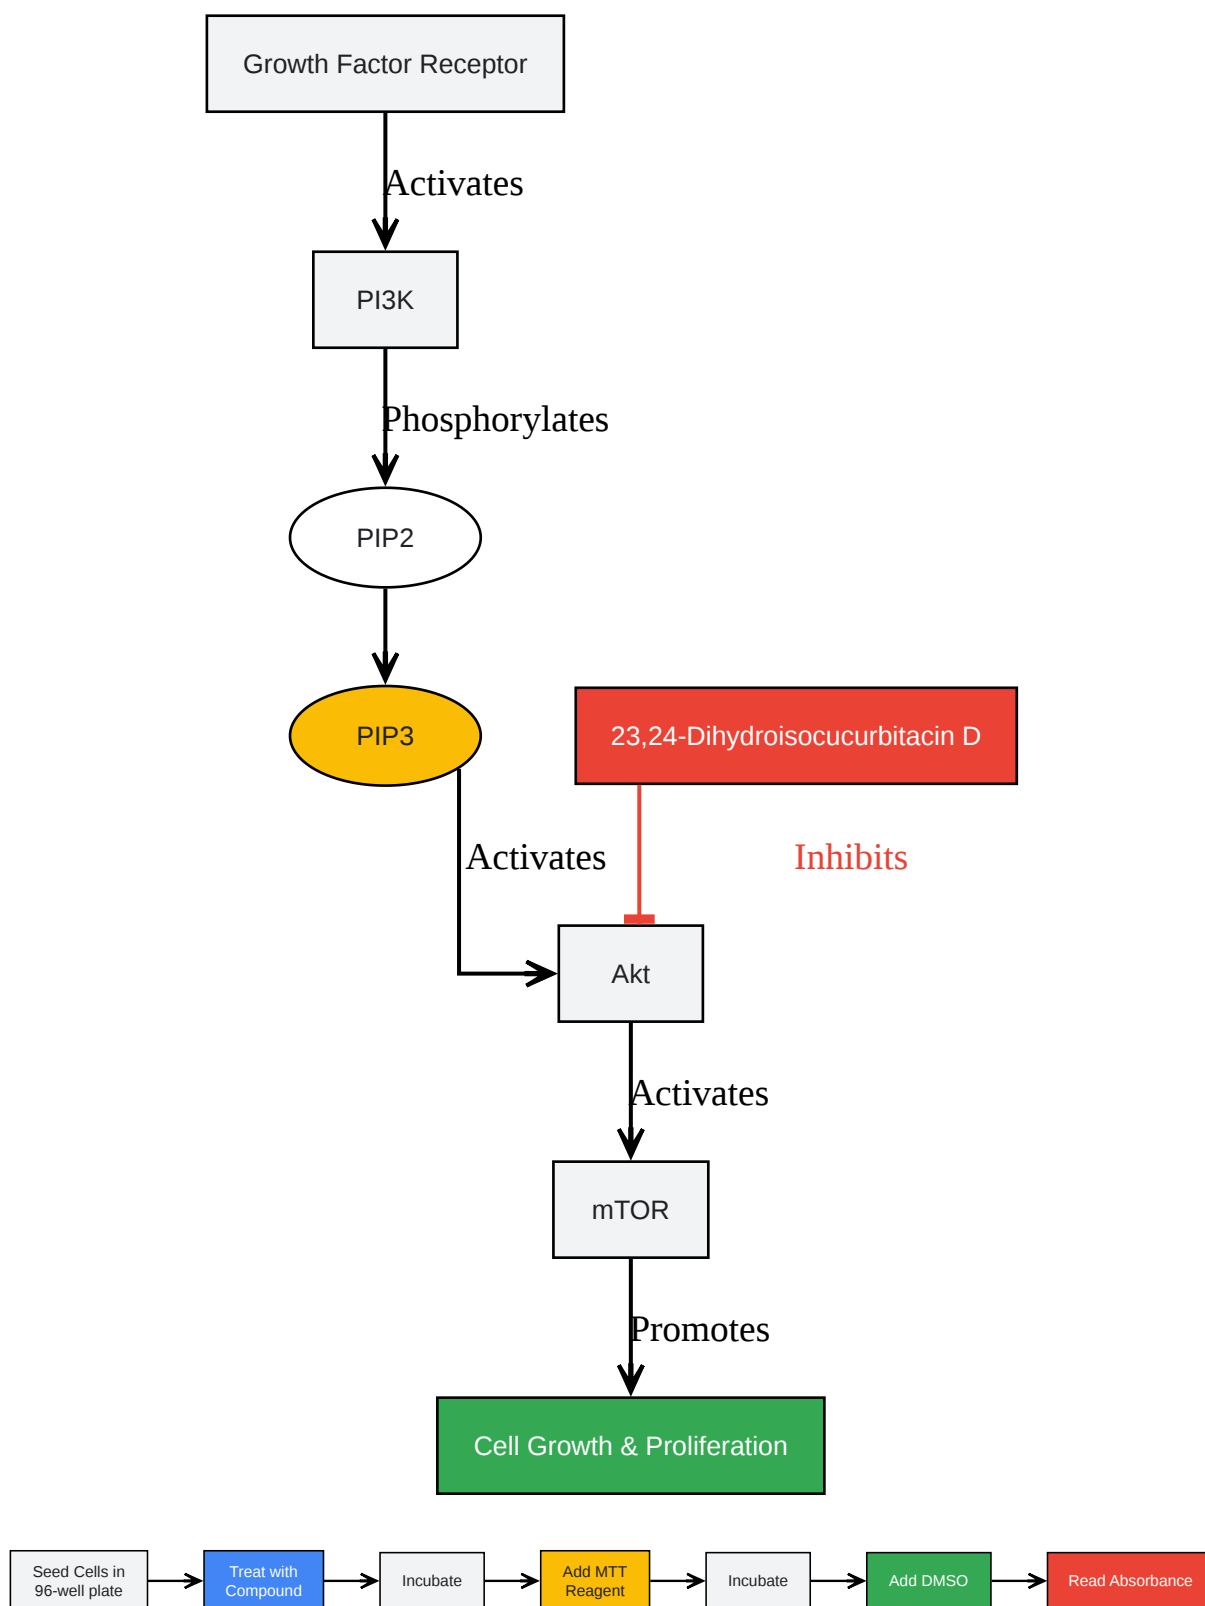 Growth Factor Receptor
Activates
PI3K
Phosphorylates
PIP2
PIP3
23,24-Dihydroisocucurbitacin D
Activates
Inhibits
Akt
Activates
mTOR
Promotes
Cell Growth & Proliferation
Seed Cells in
96-well plate
Treat with
Compound
Incubate
Add MTT
Reagent
Incubate
Add DMSO
Read Absorbance